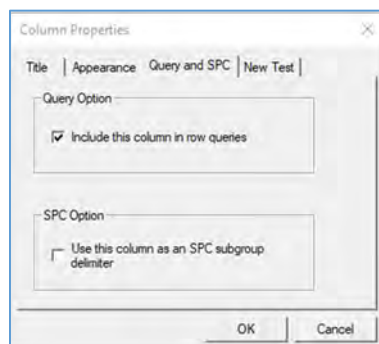 Column Properties
Title Appearance Query and SPC New Test
Query Option
Include this column in row queries
SPC Option
Use this column as an SPC subgroup
delimiter
OK Cancel